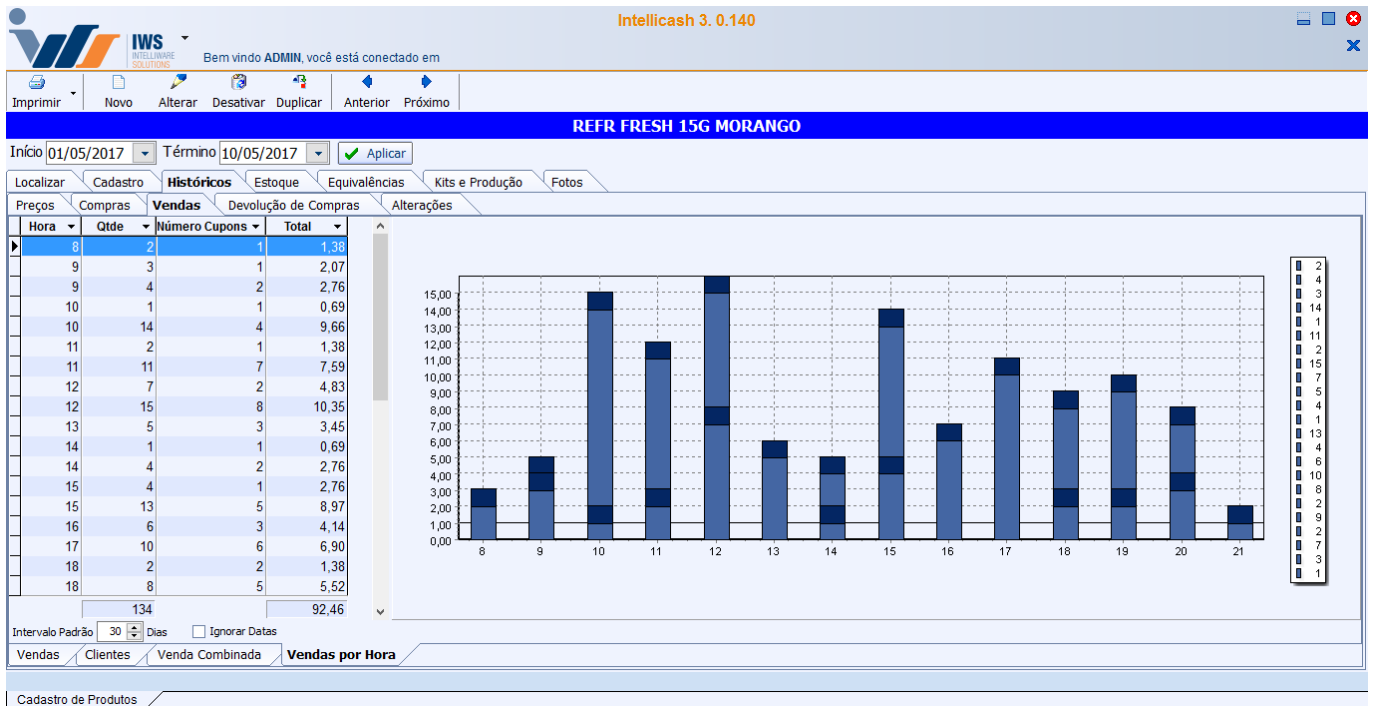 Intellicash 3. 0.140
IWS
INTELLIWARE
SOLUTIONS
Bem vindo ADMIN, você está conectado em
Imprimir Novo Alterar Desativar Duplicar Anterior Próximo
REFR FRESH 15G MORANGO
Início 01/05/2017 Término 10/05/2017 Aplicar
Localizar Cadastro Históricos Estoque Equivalências Kits e Produção Fotos
Preços Compras Vendas Devolução de Compras Alterações
Hora Qtde Número Cupons Total
8 2 1 1,38
9 3 1 2,07
9 4 2 2,76
10 1 1 0,69
10 14 4 9,66
11 2 1 1,38
11 11 7 7,59
12 7 2 4,83
12 15 8 10,35
13 5 3 3,45
14 1 1 0,69
14 4 2 2,76
15 4 1 2,76
15 13 5 8,97
16 6 3 4,14
17 10 6 6,90
18 2 2 1,38
18 8 5 5,52
134 92,46
15,00
14,00
13,00
12,00
11,00
10,00
9,00
8,00
7,00
6,00
5,00
4,00
3,00
2,00
1,00
0,00
8 9 10 11 12 13 14 15 16 17 18 19 20 21
2
4
3
14
1
11
2
15
7
5
4
1
13
4
6
10
8
2
9
2
7
3
1
Intervalo Padrão 30 Dias Ignorar Datas
Vendas Clientes Venda Combinada Vendas por Hora
Cadastro de Produtos